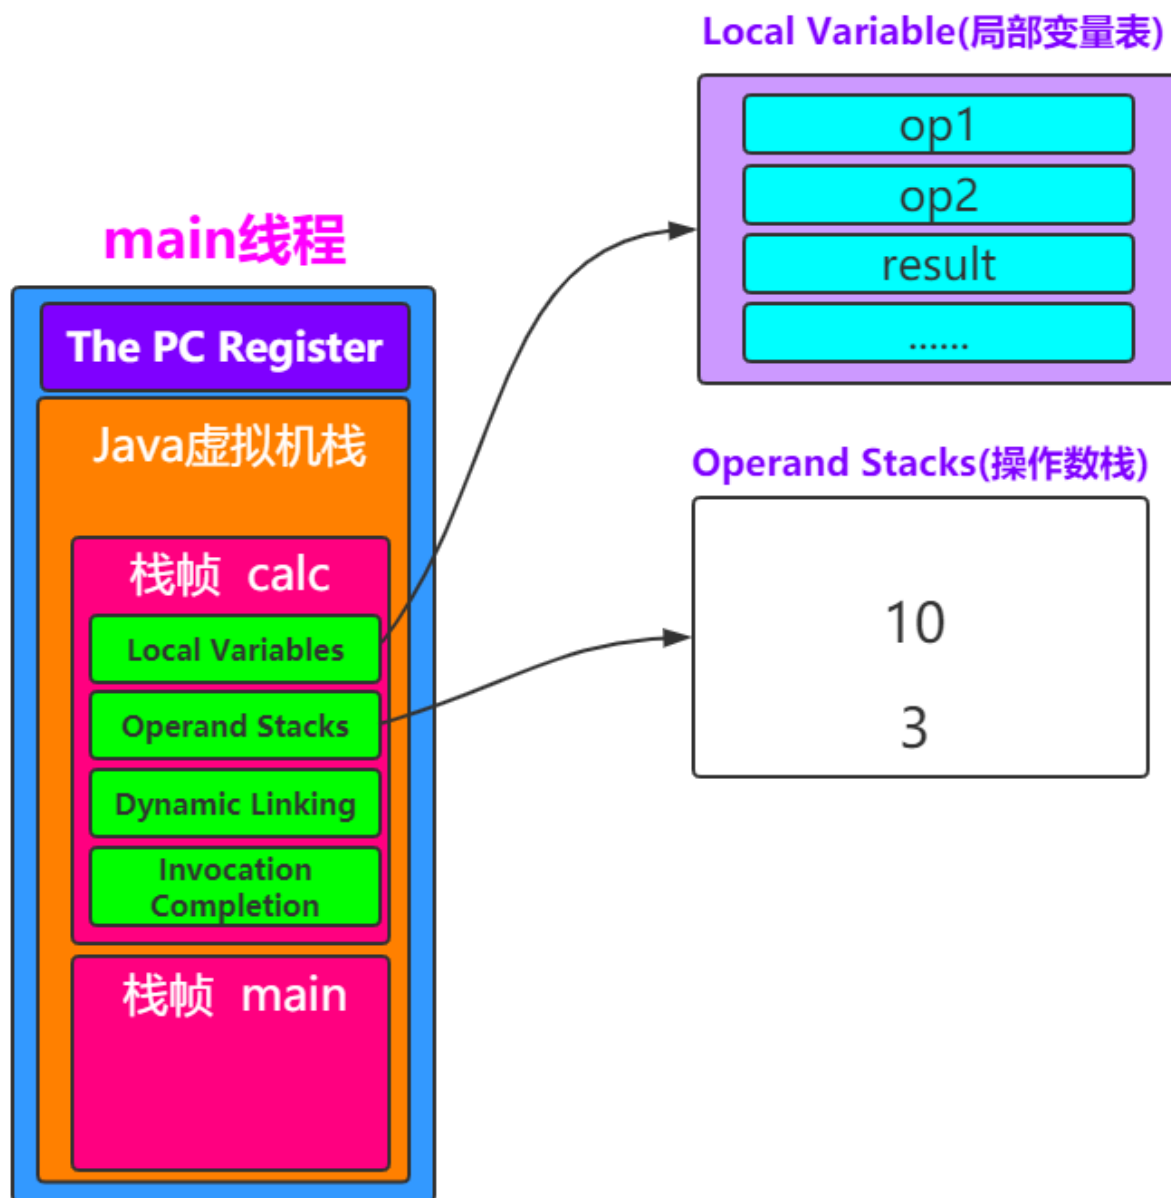 Local Variable(局部变量表)
op1
op2
result
......
main线程
The PC Register
Java虚拟机栈
栈帧 calc
Local Variables
Operand Stacks
Dynamic Linking
Invocation
Completion
栈帧 main
Operand Stacks(操作数栈)
10
3